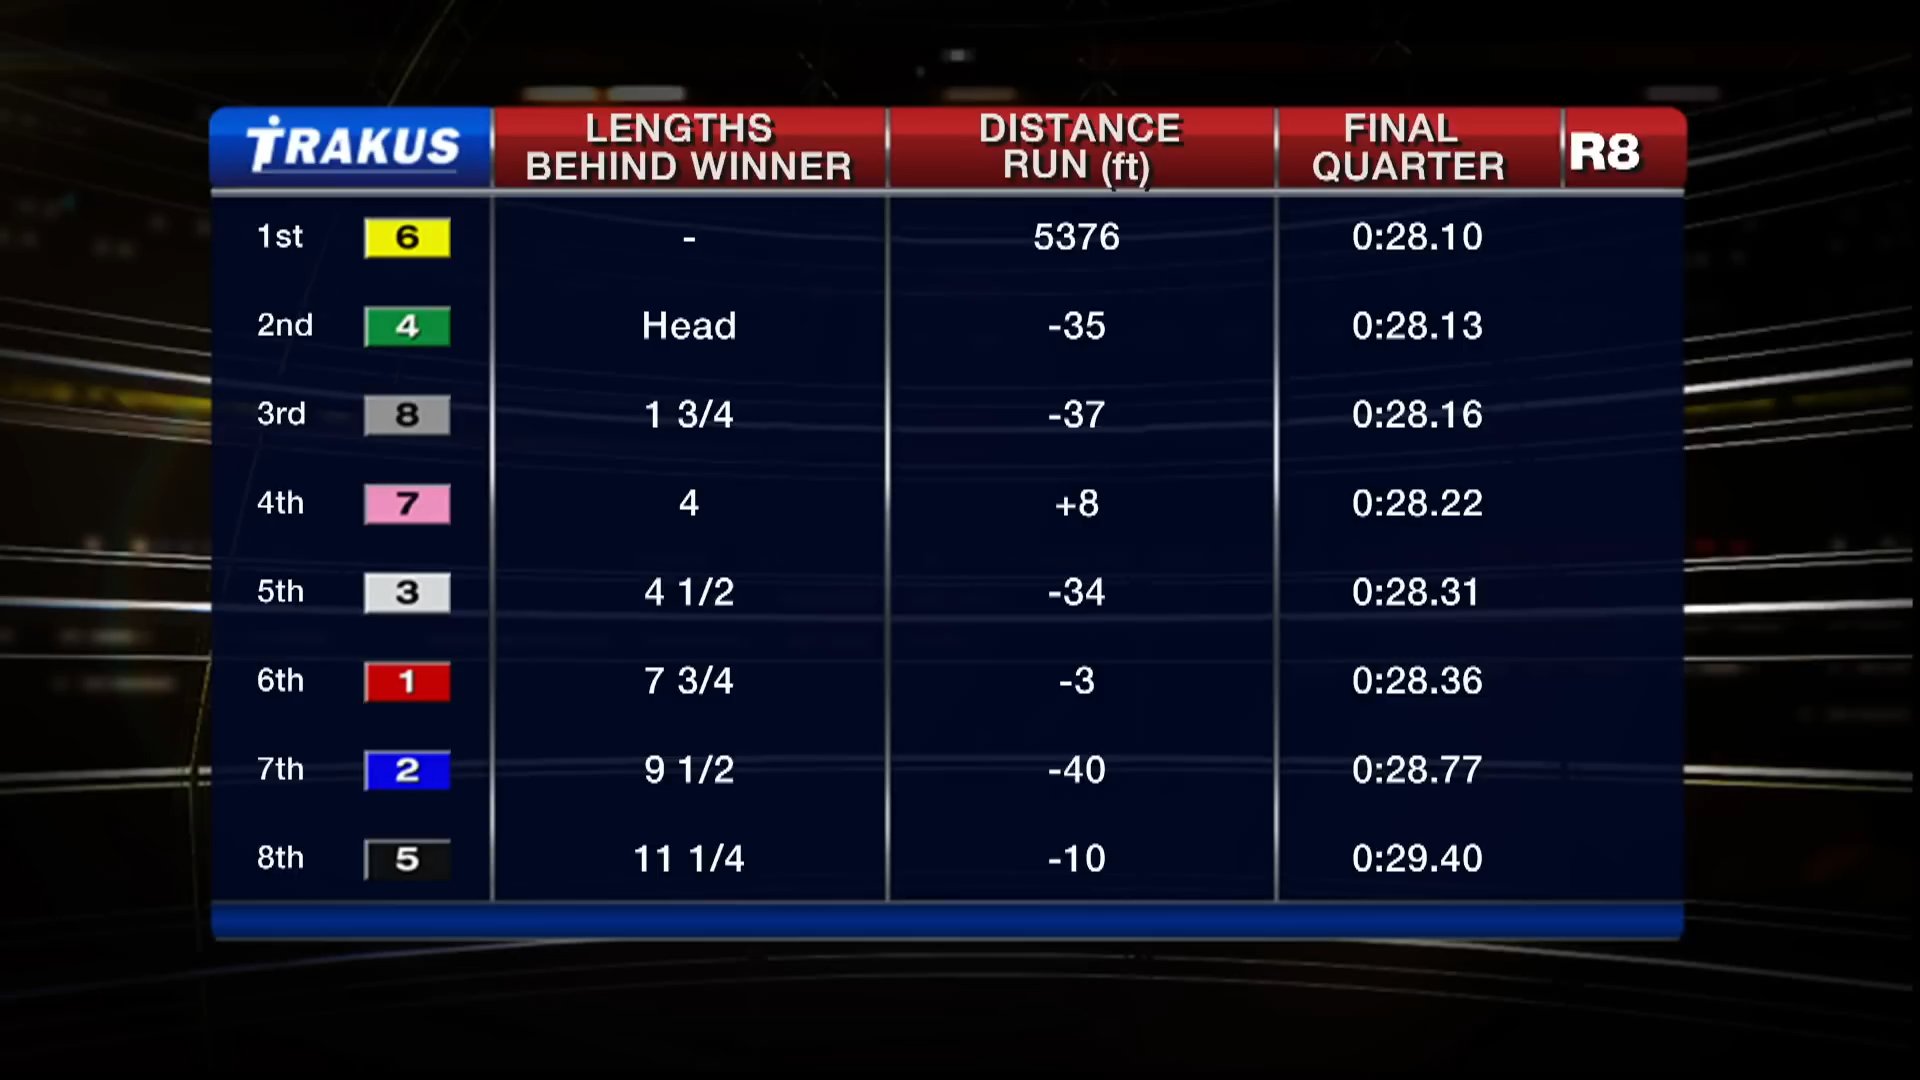 TRAKUS
LENGTHS
BEHIND WINNER
DISTANCE
RUN (ft)
FINAL
QUARTER
R8
1st 6 - 5376 0:28.10
2nd 4 Head -35 0:28.13
3rd 8 1 3/4 -37 0:28.16
4th 7 4 +8 0:28.22
5th 3 4 1/2 -34 0:28.31
6th 1 7 3/4 -3 0:28.36
7th 2 9 1/2 -40 0:28.77
8th 5 11 1/4 -10 0:29.40